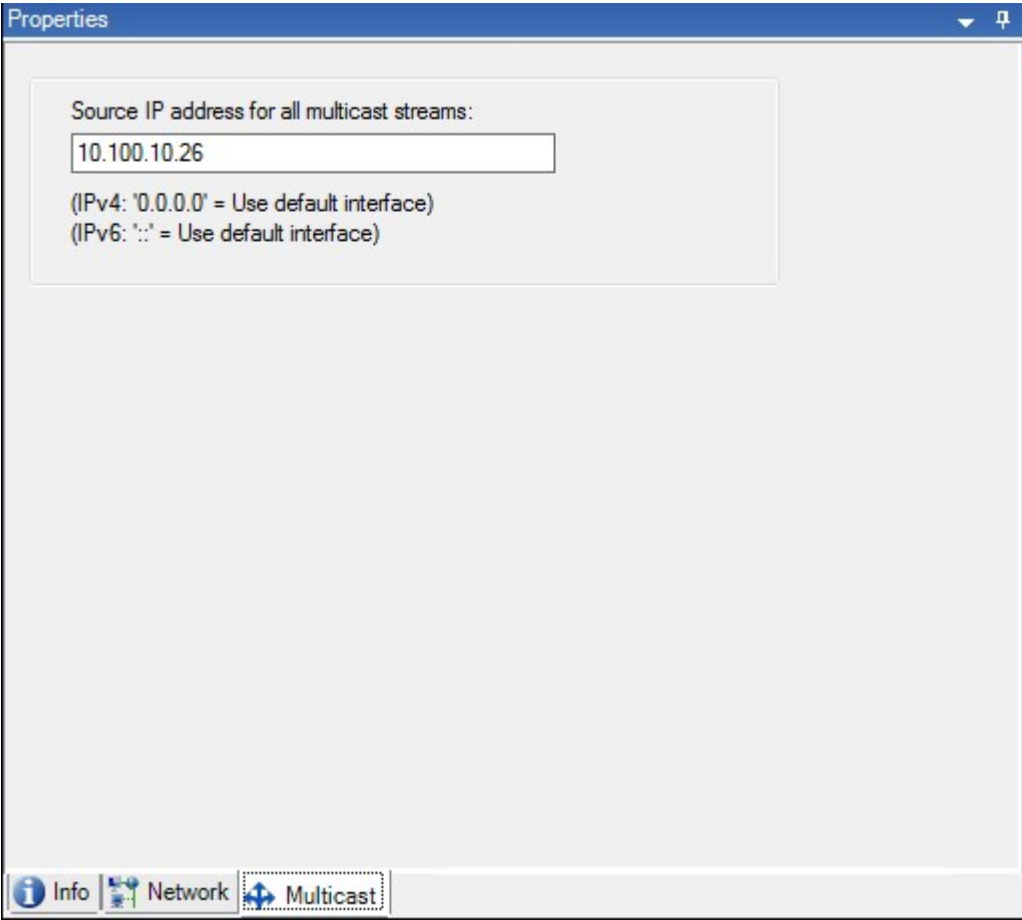 Properties
Source IP address for all multicast streams:
10.100.10.26
(IPv4: '0.0.0.0' = Use default interface)
(IPv6: '::' = Use default interface)
Info Network Multicast